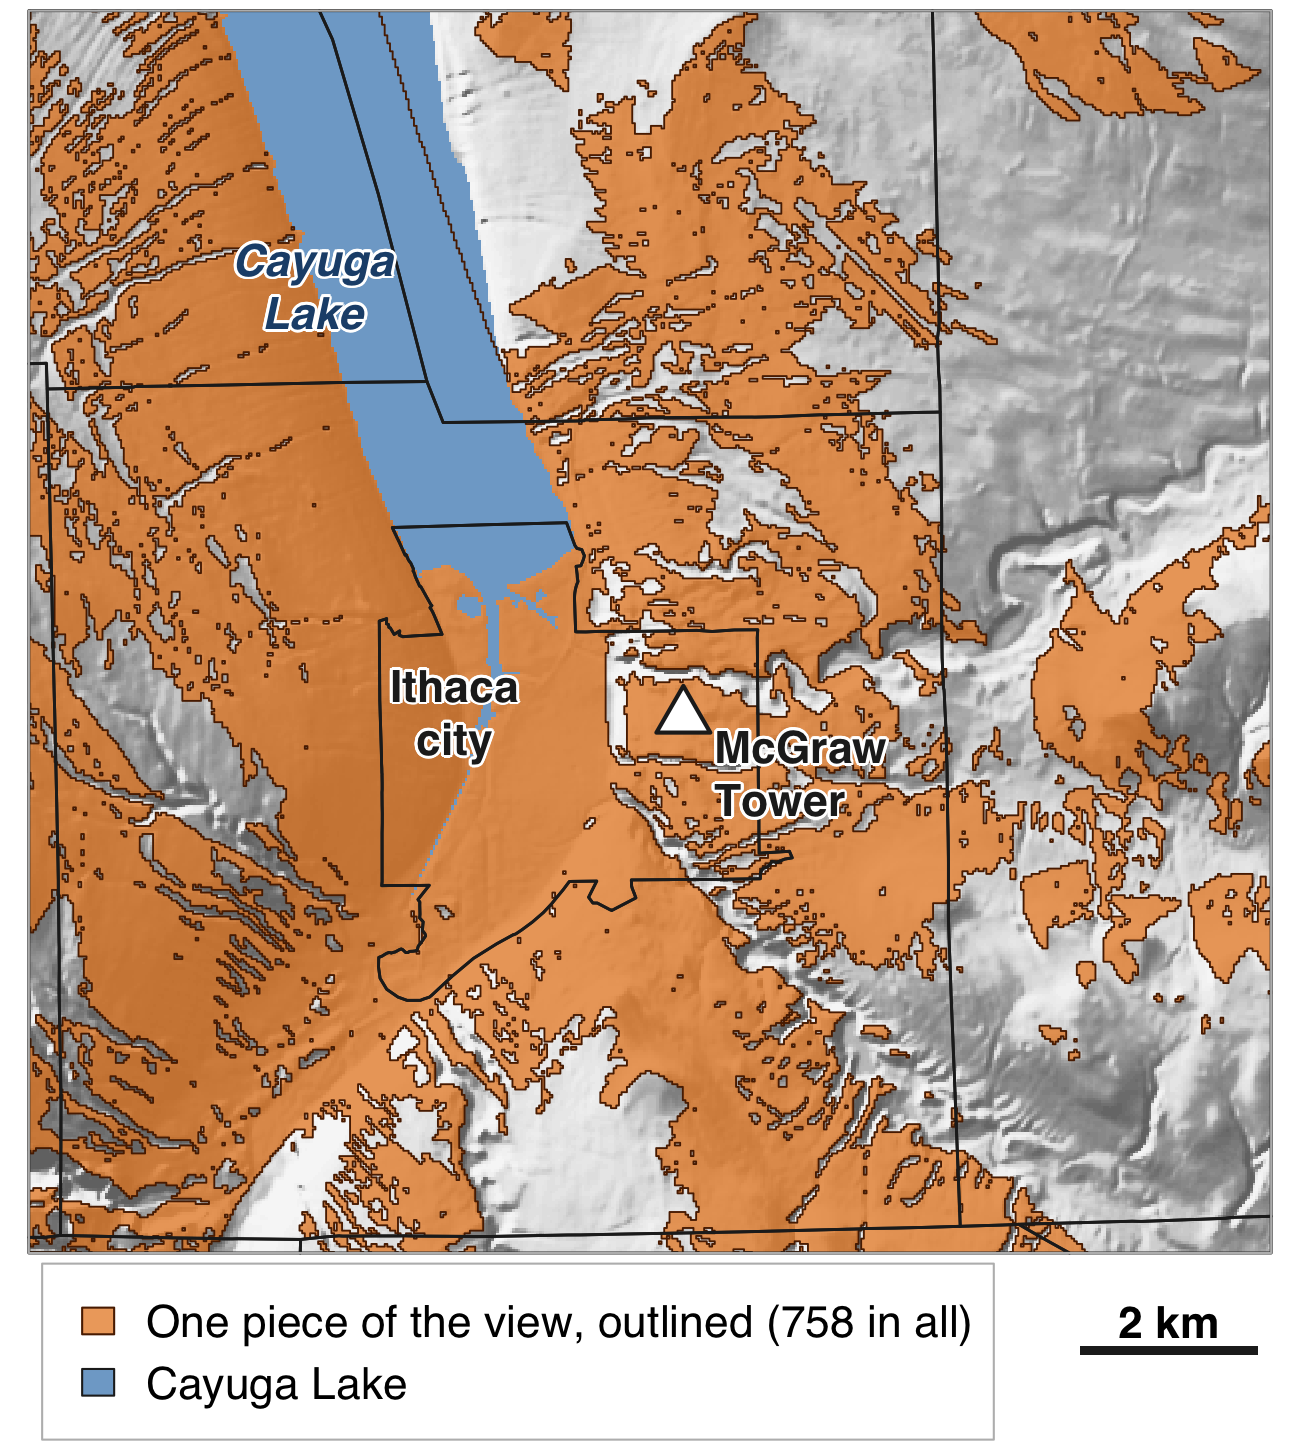 Cayuga
Lake
Ithaca
city
McGraw
Tower
One piece of the view, outlined (758 in all)
Cayuga Lake
2 km